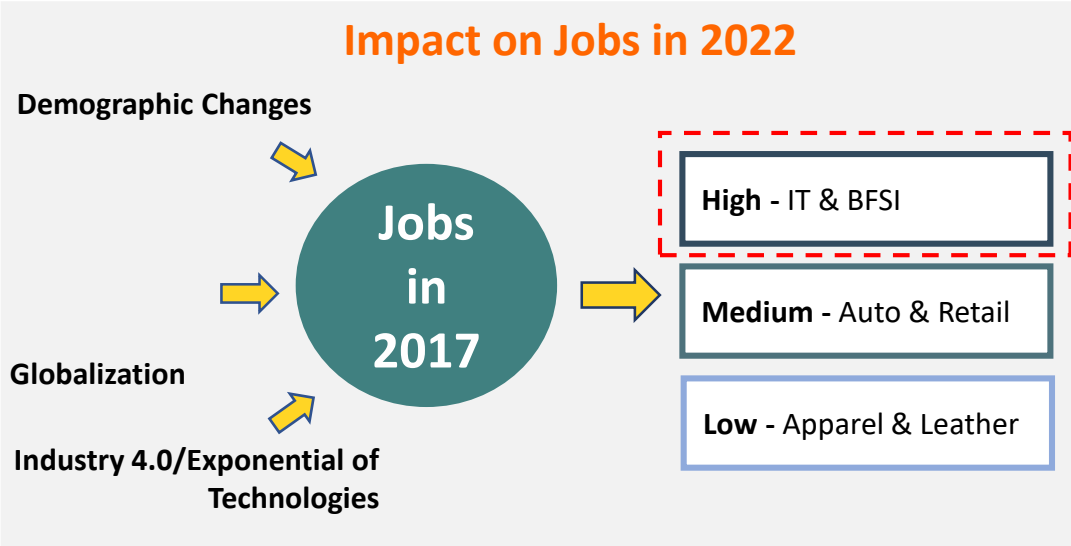 Impact on Jobs in 2022
Demographic Changes
Globalization
Industry 4.0/Exponential of
Technologies
Jobs
in
2017
High - IT & BFSI
Medium - Auto & Retail
Low - Apparel & Leather